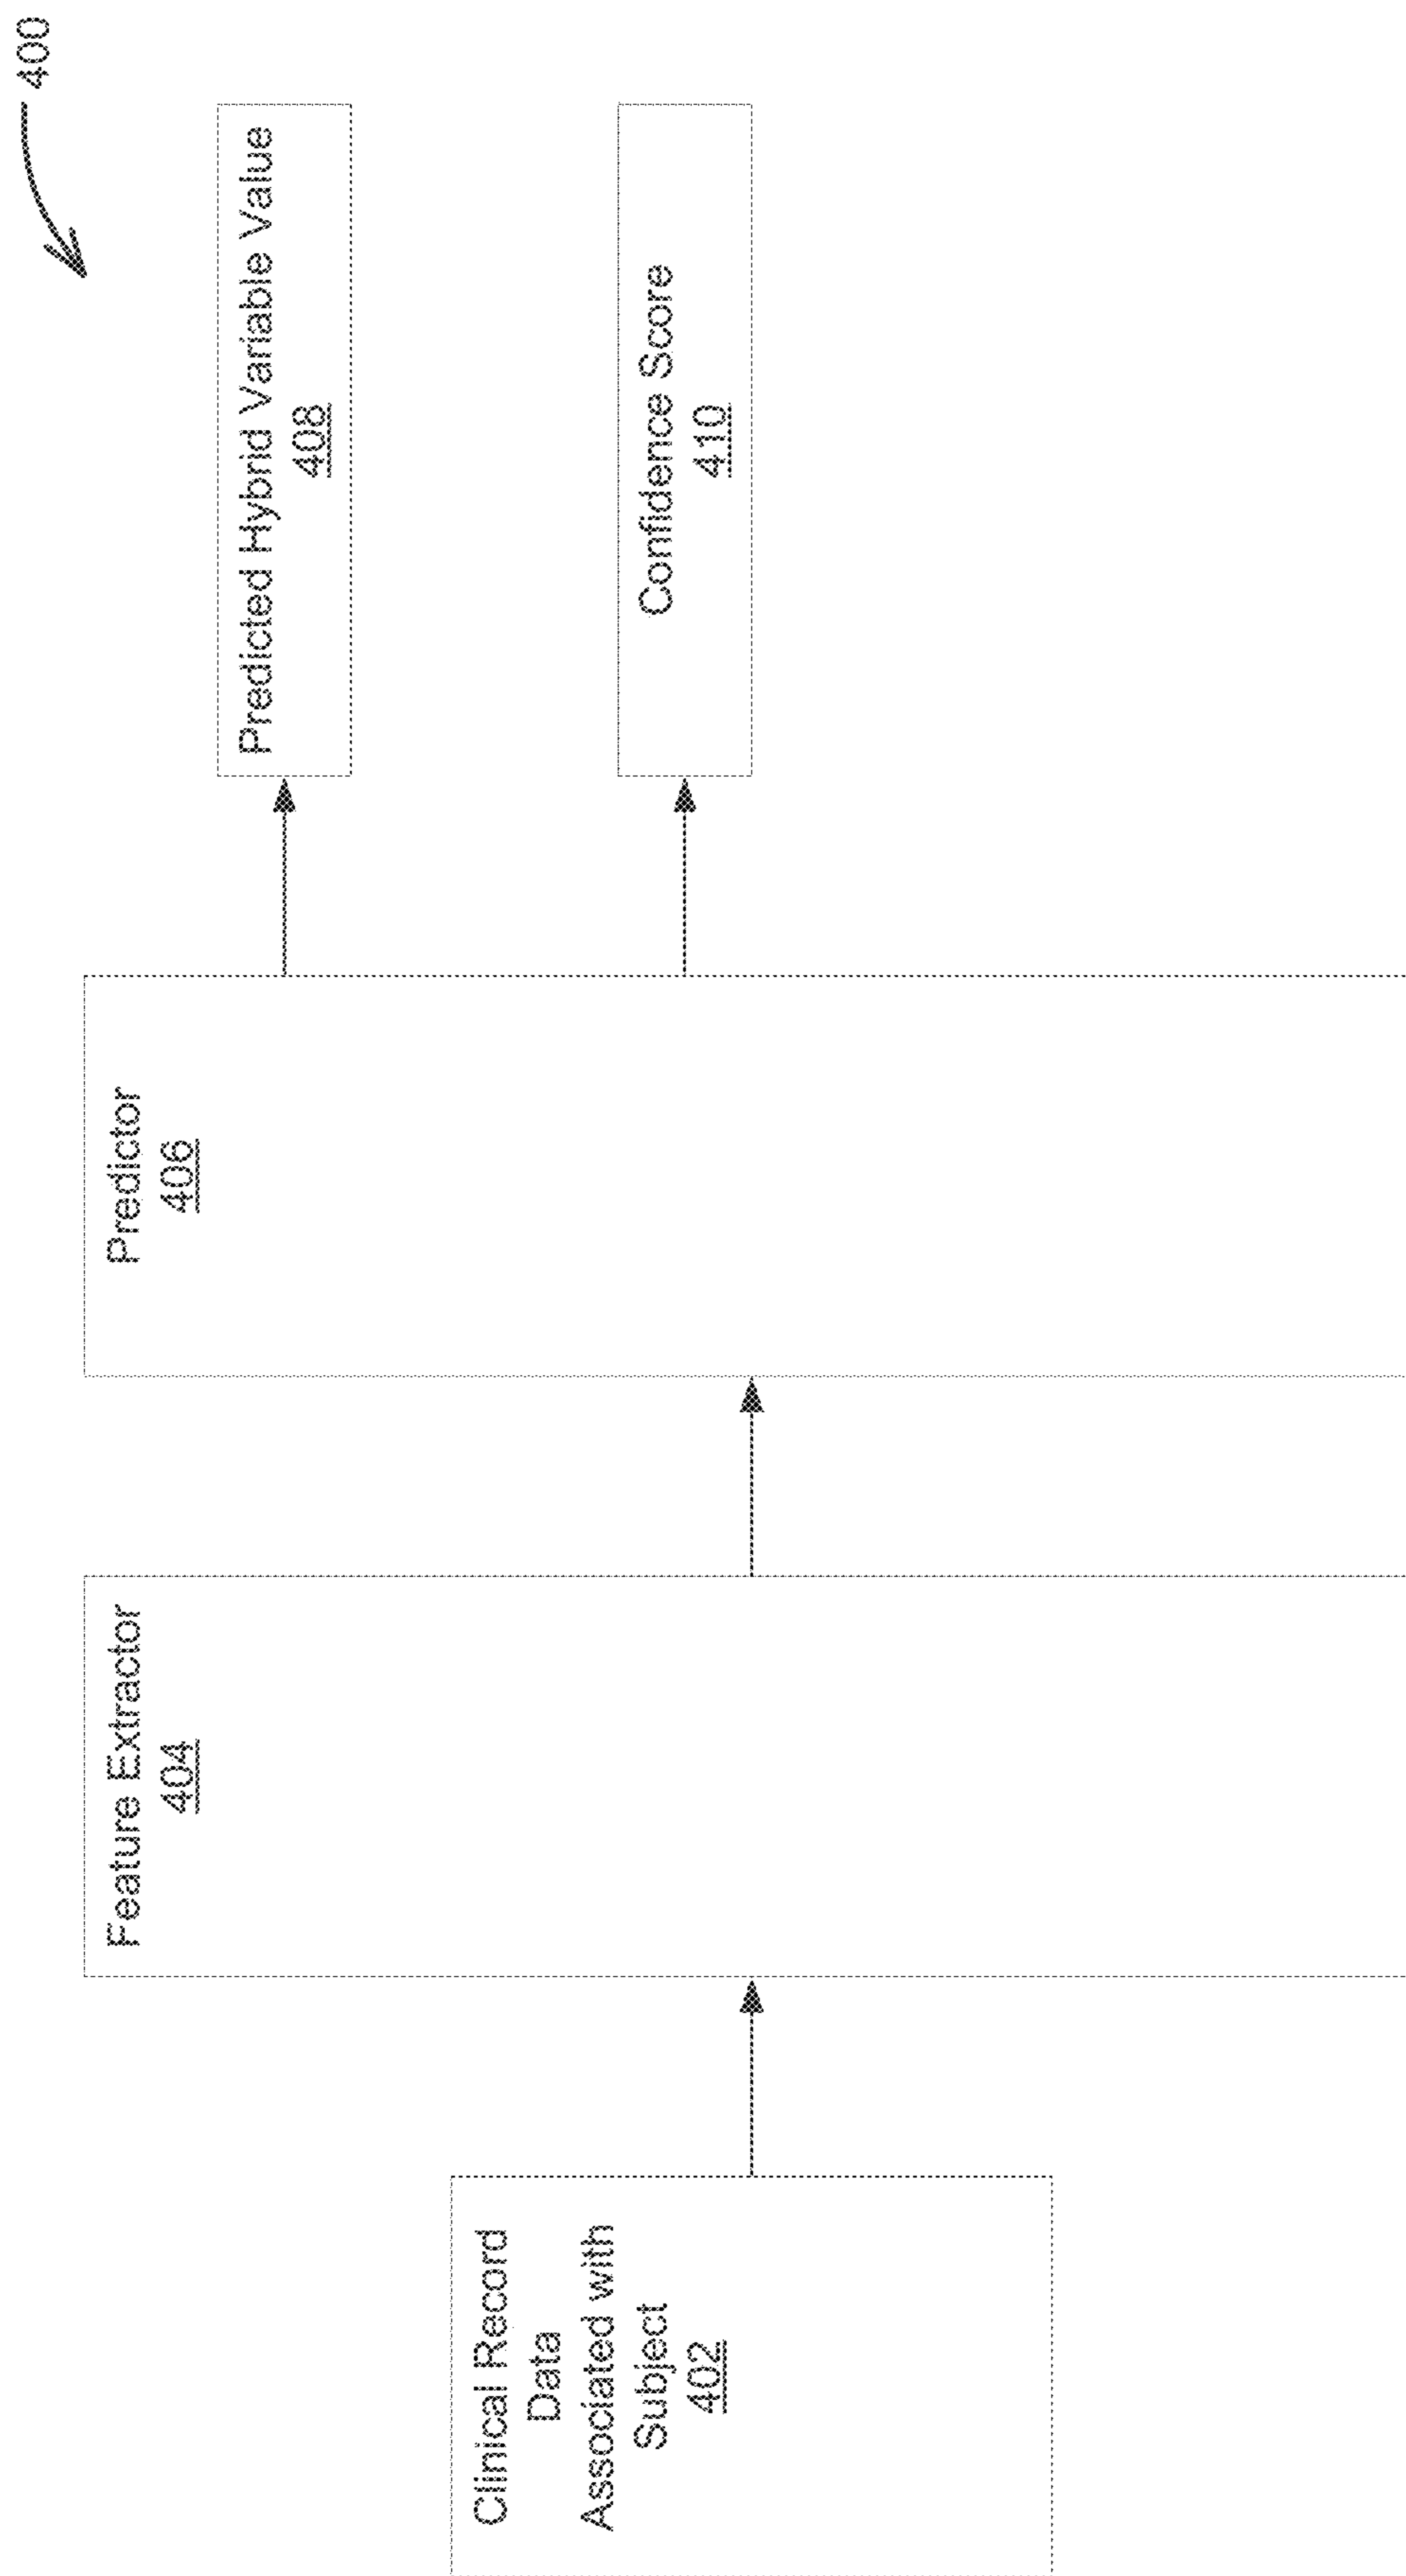 400
Clinical Record
Data
Associated with
Subject
402
Feature Extractor
404
Predictor
406
Predicted Hybrid Variable Value
408
Confidence Score
410